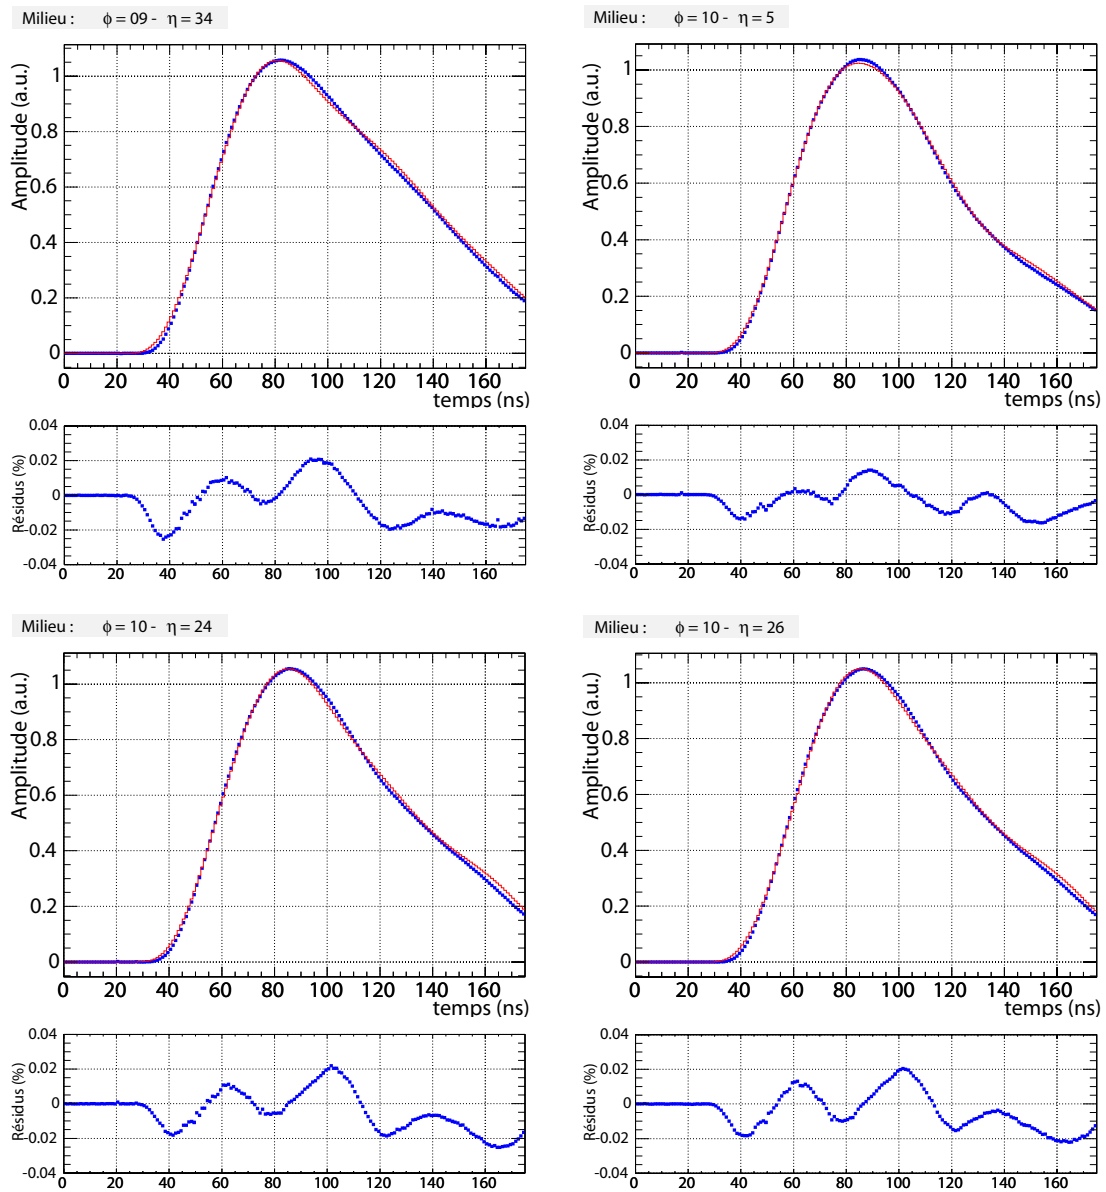 Milieu : ϕ = 09 - η = 34
Amplitude (a.u.)
1
0.8
0.6
0.4
0.2
0
0 20 40 60 80 100 120 140 160
temps (ns)
Résidus (%)
0.04
0.02
0
-0.02
-0.04
0 20 40 60 80 100 120 140 160
Milieu : ϕ = 10 - η = 5
Amplitude (a.u.)
1
0.8
0.6
0.4
0.2
0
0 20 40 60 80 100 120 140 160
temps (ns)
Résidus (%)
0.04
0.02
0
-0.02
-0.04
0 20 40 60 80 100 120 140 160
Milieu : ϕ = 10 - η = 24
Amplitude (a.u.)
1
0.8
0.6
0.4
0.2
0
0 20 40 60 80 100 120 140 160
temps (ns)
Résidus (%)
0.04
0.02
0
-0.02
-0.04
0 20 40 60 80 100 120 140 160
Milieu : ϕ = 10 - η = 26
Amplitude (a.u.)
1
0.8
0.6
0.4
0.2
0
0 20 40 60 80 100 120 140 160
temps (ns)
Résidus (%)
0.04
0.02
0
-0.02
-0.04
0 20 40 60 80 100 120 140 160